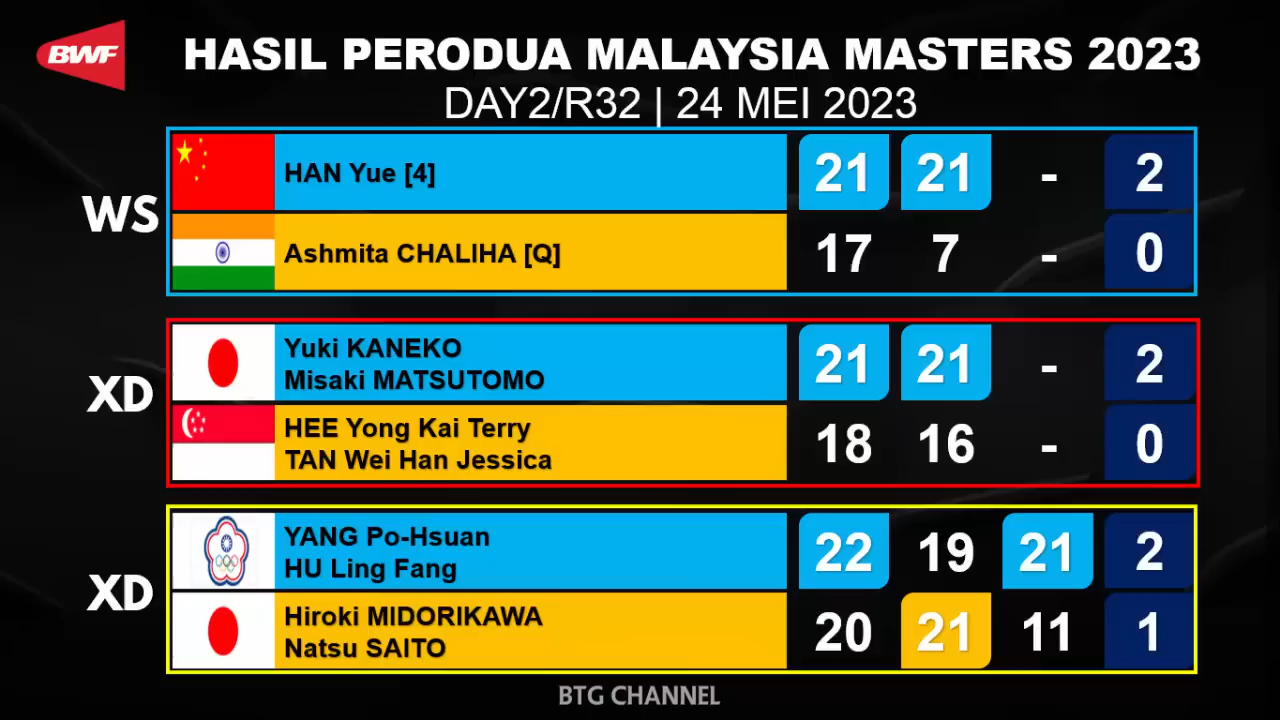 BWF
HASIL PERODUA MALAYSIA MASTERS 2023
DAY2/R32 | 24 MEI 2023
WS
HAN Yue [4] 21 21 - 2
Ashmita CHALIHA [Q] 17 7 - 0
XD
Yuki KANEKO
Misaki MATSUTOMO
21 21 - 2
HEE Yong Kai Terry
TAN Wei Han Jessica
18 16 - 0
XD
YANG Po-Hsuan
HU Ling Fang
22 19 21 2
Hiroki MIDORIKAWA
Natsu SAITO
20 21 11 1
BTG CHANNEL